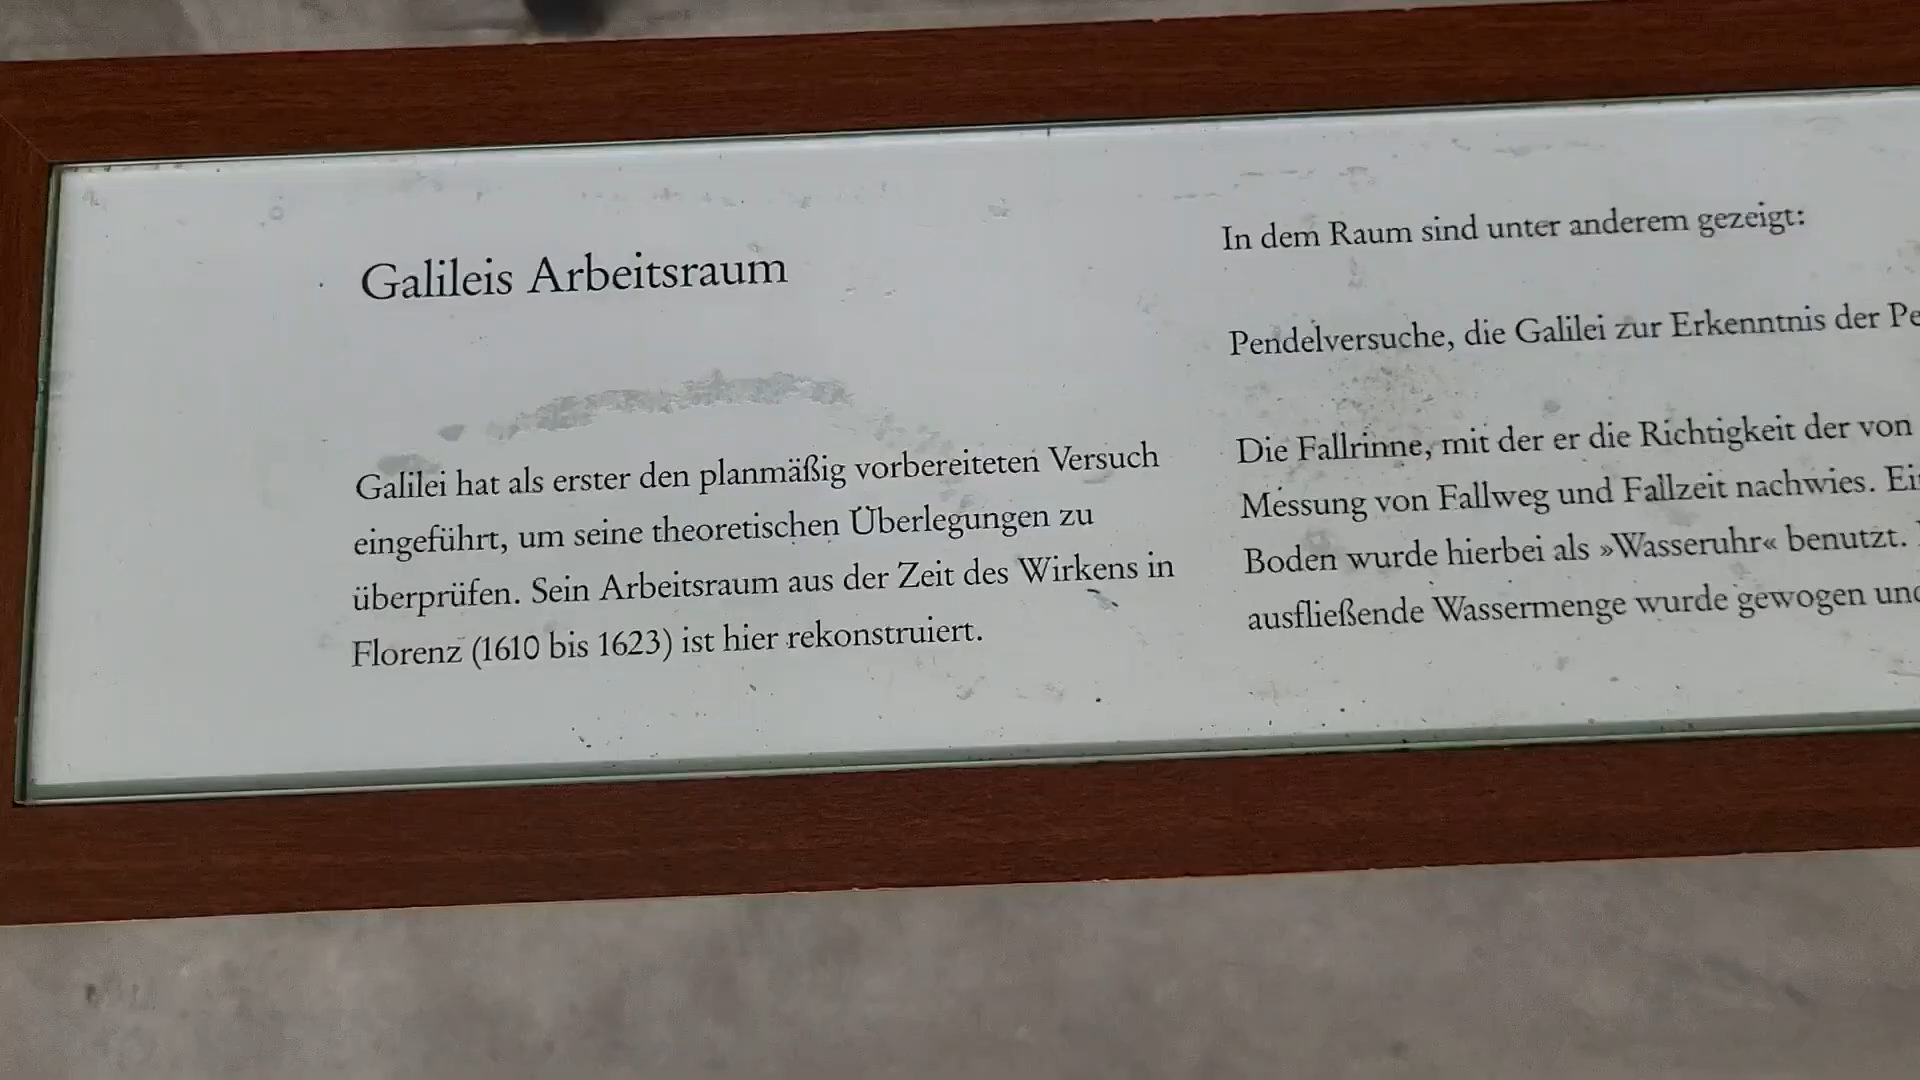 Galileis Arbeitsraum
Galilei hat als erster den planmäßig vorbereiteten Versuch
eingeführt, um seine theoretischen Überlegungen zu
überprüfen. Sein Arbeitsraum aus der Zeit des Wirkens in
Florenz (1610 bis 1623) ist hier rekonstruiert.
In dem Raum sind unter anderem gezeigt:
Pendelversuche, die Galilei zur Erkenntnis der
Die Fallrinne, mit der er die Richtigkeit der von
Messung von Fallweg und Fallzeit nachwies.
Boden wurde hierbei als »Wasseruhr« benutzt.
ausfließende Wassermenge wurde gewogen